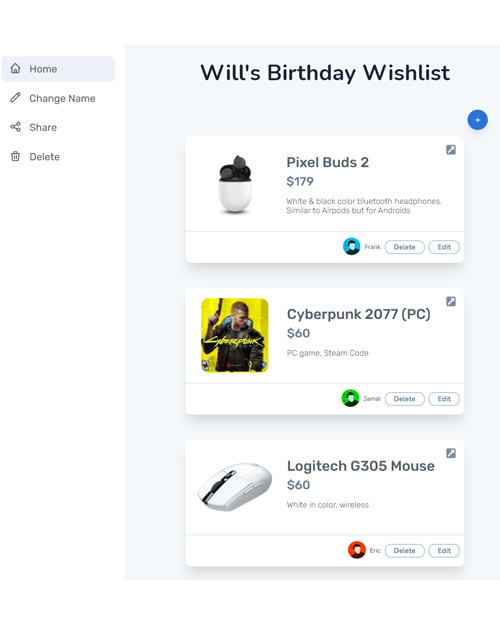 Will's Birthday Wishlist
Home
Change Name
Share
Delete
+
Pixel Buds 2
$179
White & black color bluetooth headphones.
Similar to Airpods but for Androids
Frank
Delete
Edit
CYBERPUNK
Cyberpunk 2077 (PC)
$60
PC game, Steam Code
Jamal
Delete
Edit
Logitech G305 Mouse
$60
White in color, wireless
Eric
Delete
Edit